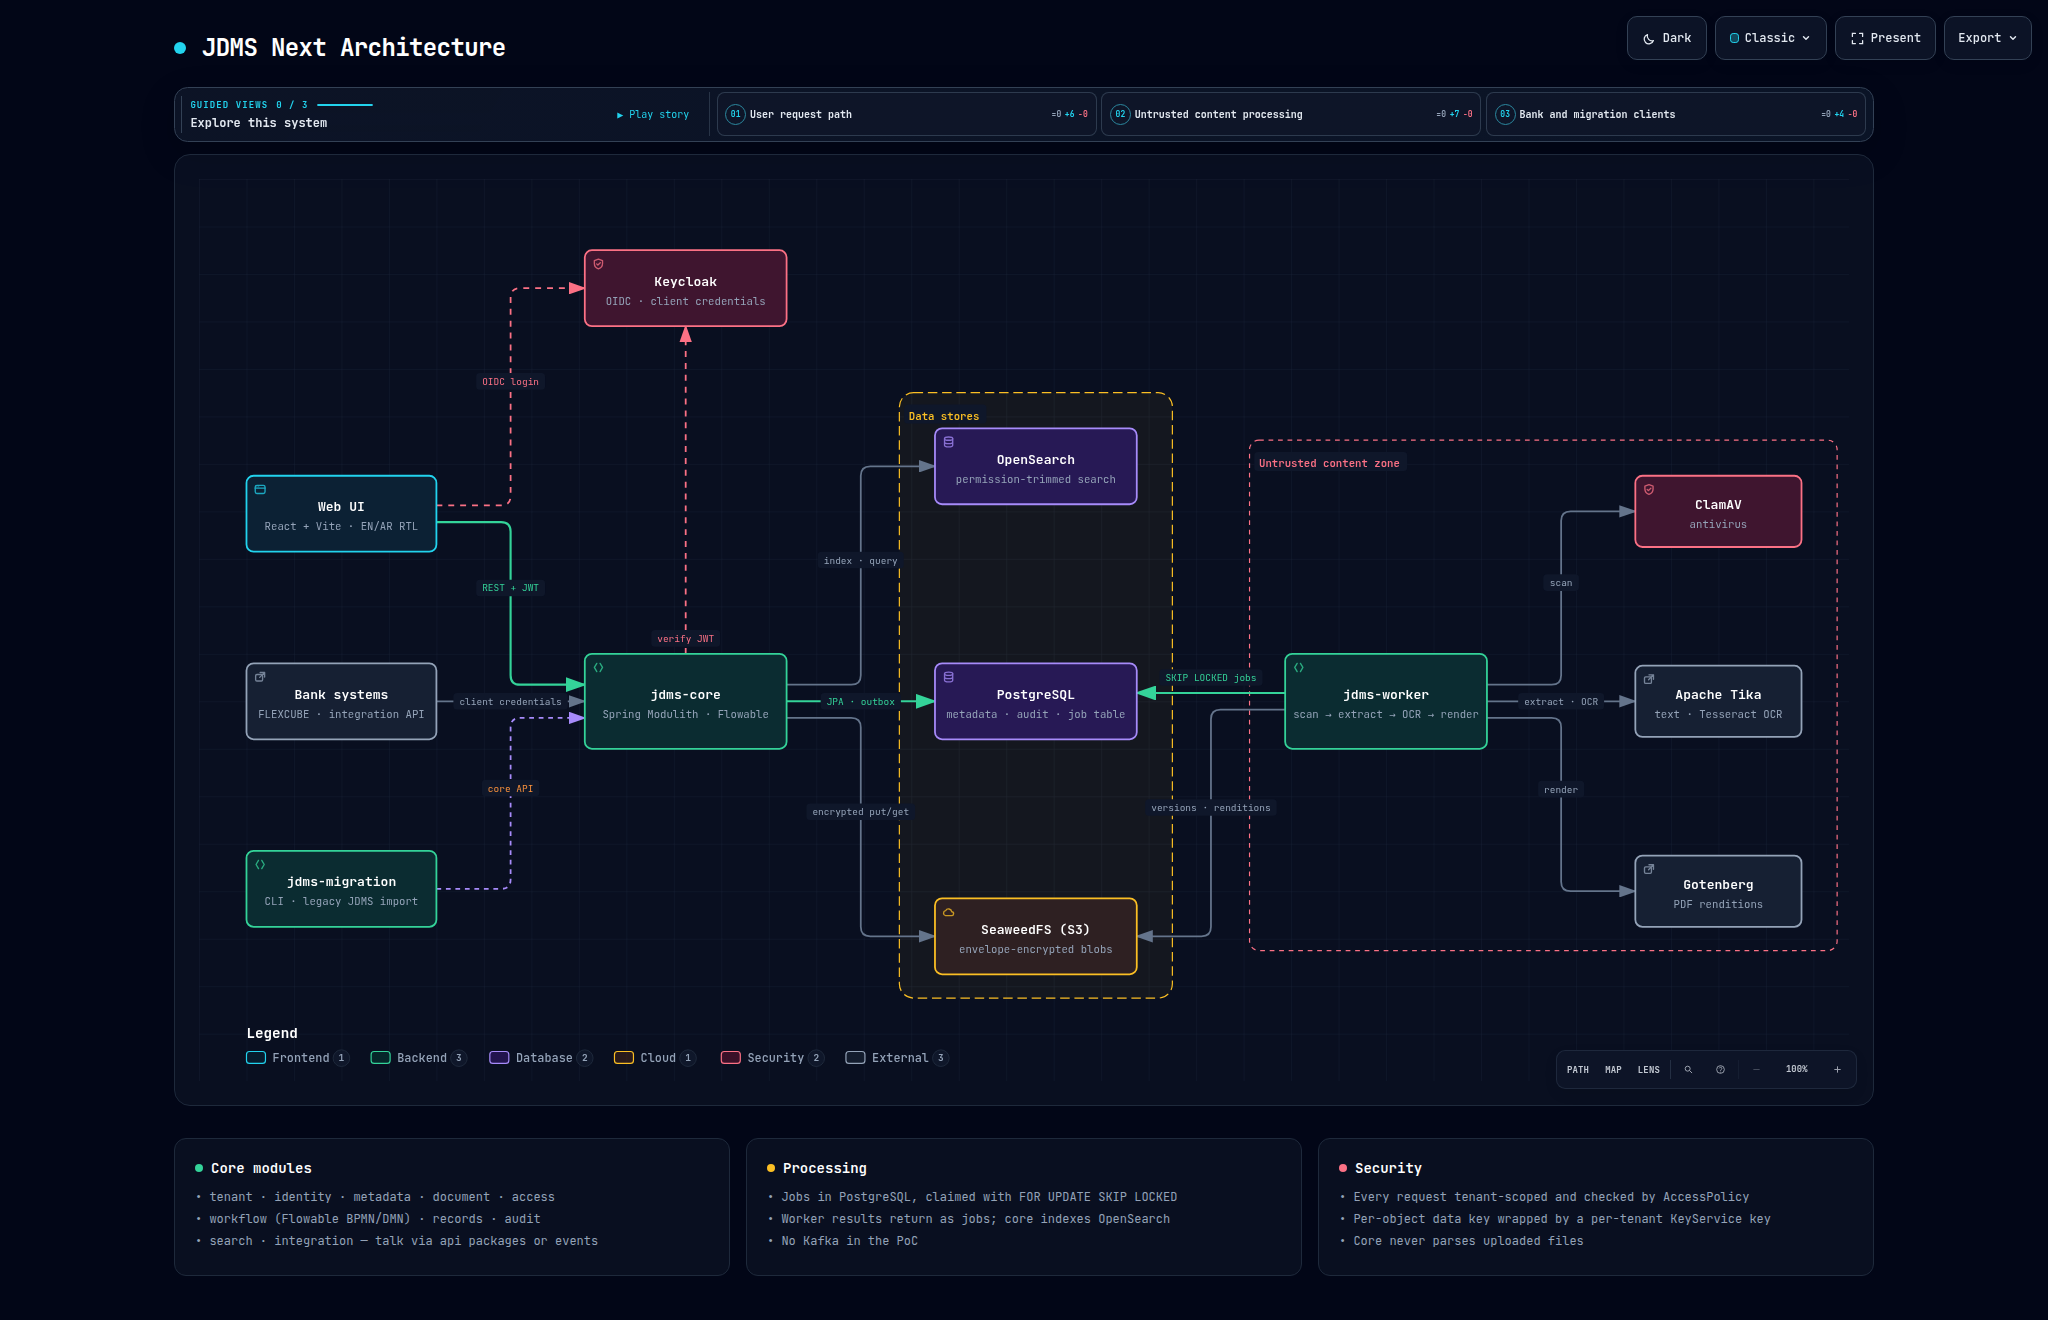 JDMS Next Architecture
Dark
Classic
Present
Export
GUIDED VIEWS 0 / 3
Explore this system
▶ Play story
01 User request path =0 +6 -0
02 Untrusted content processing =0 +7 -0
03 Bank and migration clients =0 +4 -0
Keycloak
OIDC · client credentials
OIDC login
Data stores
OpenSearch
permission-trimmed search
Untrusted content zone
Web UI
React + Vite · EN/AR RTL
ClamAV
antivirus
index · query
scan
REST + JWT
verify JWT
Bank systems
FLEXCUBE · integration API
client credentials
jdms-core
Spring Modulith · Flowable
JPA · outbox
PostgreSQL
metadata · audit · job table
SKIP LOCKED jobs
jdms-worker
scan → extract → OCR → render
extract · OCR
Apache Tika
text · Tesseract OCR
core API
encrypted put/get
versions · renditions
render
jdms-migration
CLI · legacy JDMS import
SeaweedFS (S3)
envelope-encrypted blobs
Gotenberg
PDF renditions
Legend
Frontend 1
Backend 3
Database 2
Cloud 1
Security 2
External 3
PATH MAP LENS
− 100% +
Core modules
• tenant · identity · metadata · document · access
• workflow (Flowable BPMN/DMN) · records · audit
• search · integration — talk via api packages or events
Processing
• Jobs in PostgreSQL, claimed with FOR UPDATE SKIP LOCKED
• Worker results return as jobs; core indexes OpenSearch
• No Kafka in the PoC
Security
• Every request tenant-scoped and checked by AccessPolicy
• Per-object data key wrapped by a per-tenant KeyService key
• Core never parses uploaded files